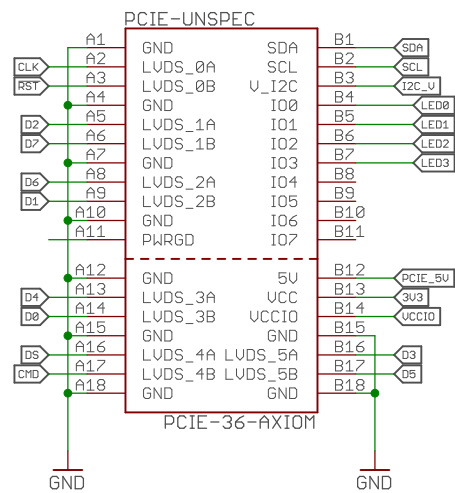 PCIE-UNSPEC
A1 GND SDA B1 SDA
CLK A2 LVDS_0A SCL B2 SCL
RST A3 LVDS_0B V_I2C B3 I2C_V
A4 GND IO0 B4 LED0
D2 A5 LVDS_1A IO1 B5 LED1
D7 A6 LVDS_1B IO2 B6 LED2
A7 GND IO3 B7 LED3
D6 A8 LVDS_2A IO4 B8
D1 A9 LVDS_2B IO5 B9
A10 GND IO6 B10
A11 PWRGD IO7 B11
A12 GND 5V B12 PCIE_5V
D4 A13 LVDS_3A VCC B13 3V3
D0 A14 LVDS_3B VCCIO B14 VCCIO
A15 GND GND B15
DS A16 LVDS_4A LVDS_5A B16 D3
CMD A17 LVDS_4B LVDS_5B B17 D5
A18 GND GND B18
PCIE-36-AXIOM
GND GND